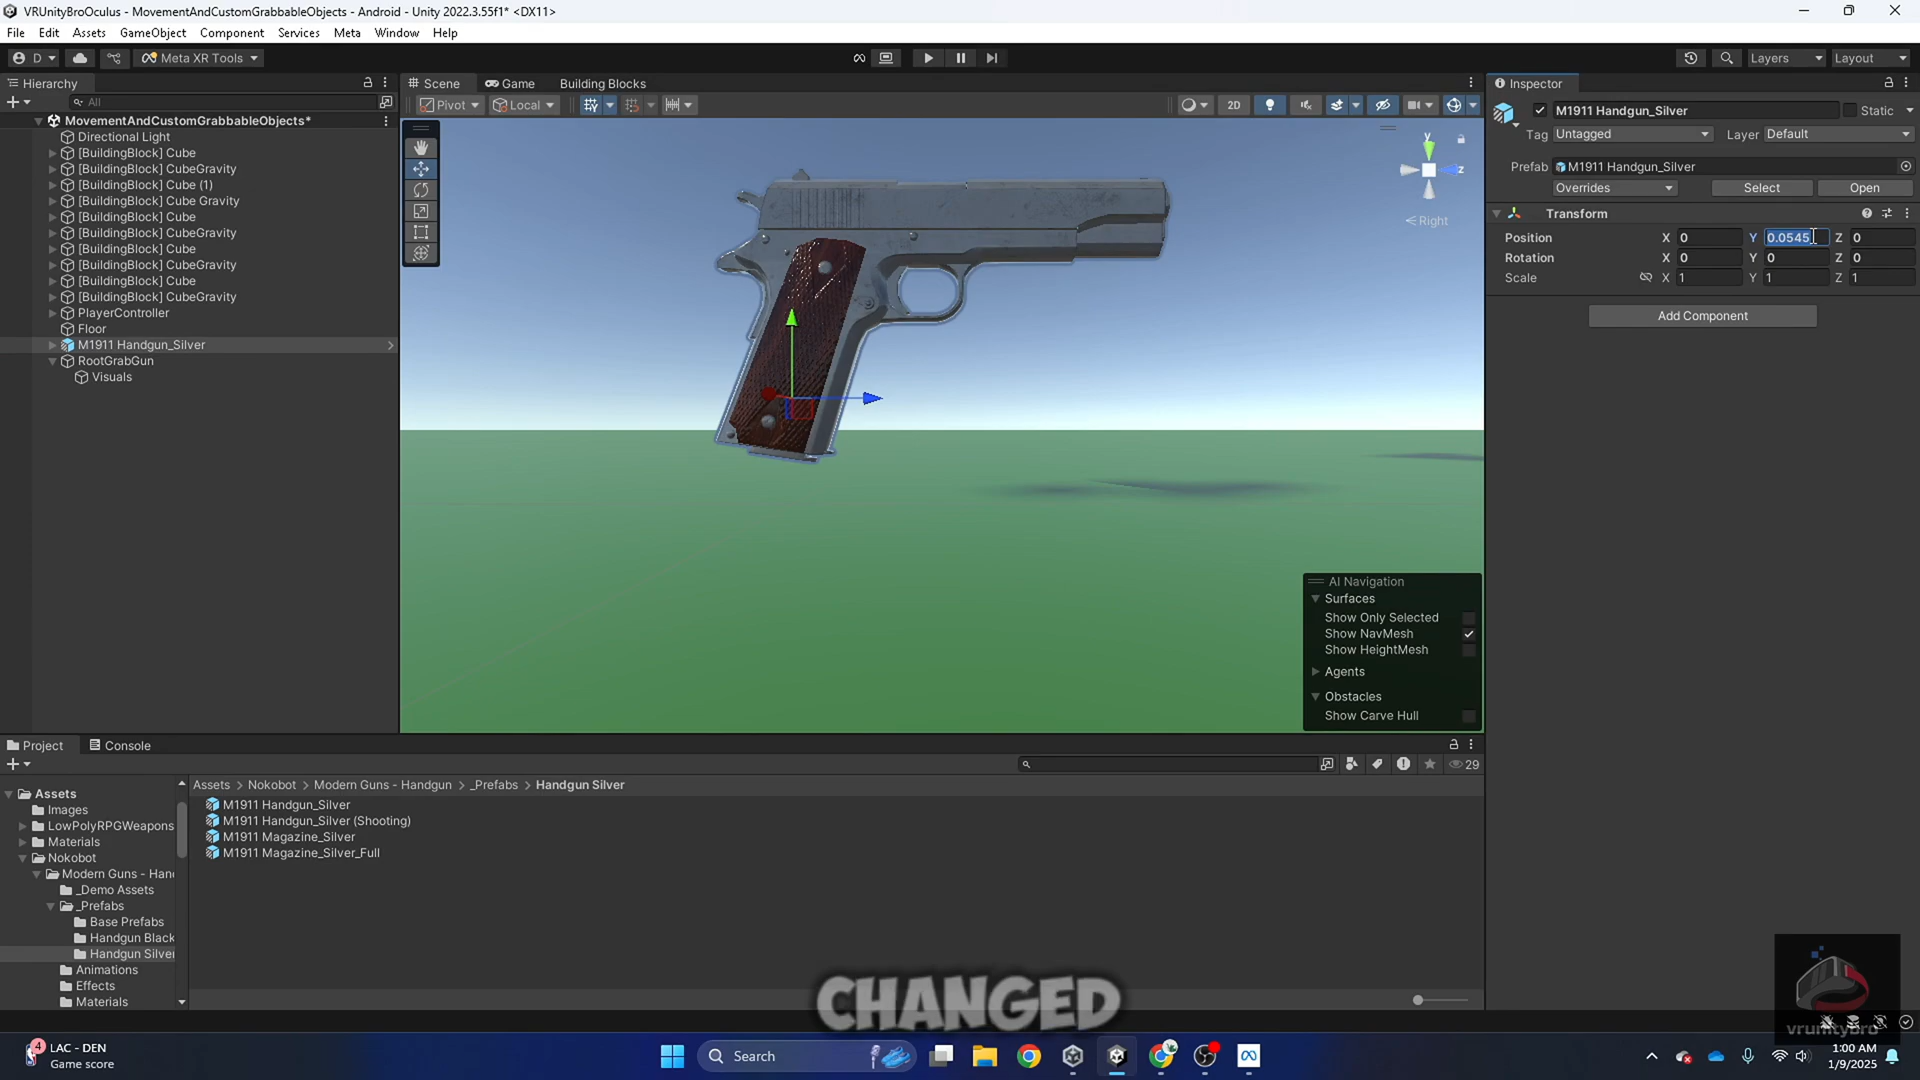 VRUnityBroOculus - MovementAndCustomGrabbableObjects - Android - Unity 2022.3.55f1* <DX11>
File Edit Assets GameObject Component Services Meta Window Help
D Meta XR Tools Layers Layout
Hierarchy
All
MovementAndCustomGrabbableObjects*
Directional Light
[BuildingBlock] Cube
[BuildingBlock] CubeGravity
[BuildingBlock] Cube (1)
[BuildingBlock] Cube Gravity
[BuildingBlock] Cube
[BuildingBlock] CubeGravity
[BuildingBlock] Cube
[BuildingBlock] CubeGravity
[BuildingBlock] Cube
[BuildingBlock] CubeGravity
PlayerController
Floor
M1911 Handgun_Silver
RootGrabGun
Visuals
Scene Game Building Blocks
Pivot Local 2D
y
z
Right
AI Navigation
Surfaces
Show Only Selected
Show NavMesh
Show HeightMesh
Agents
Obstacles
Show Carve Hull
Inspector
M1911 Handgun_Silver Static
Tag Untagged Layer Default
Prefab M1911 Handgun_Silver
Overrides Select Open
Transform
Position X 0 Y 0.0545 Z 0
Rotation X 0 Y 0 Z 0
Scale X 1 Y 1 Z 1
Add Component
Project Console
29
Assets
Images
LowPolyRPGWeapons
Materials
Nokobot
Modern Guns - Han
_Demo Assets
_Prefabs
Base Prefabs
Handgun Black
Handgun Silver
Animations
Effects
Materials
Assets > Nokobot > Modern Guns - Handgun > _Prefabs > Handgun Silver
M1911 Handgun_Silver
M1911 Handgun_Silver (Shooting)
M1911 Magazine_Silver
M1911 Magazine_Silver_Full
CHANGED
vrunitybro
4
LAC - DEN
Game score
Search
1:00 AM
1/9/2025